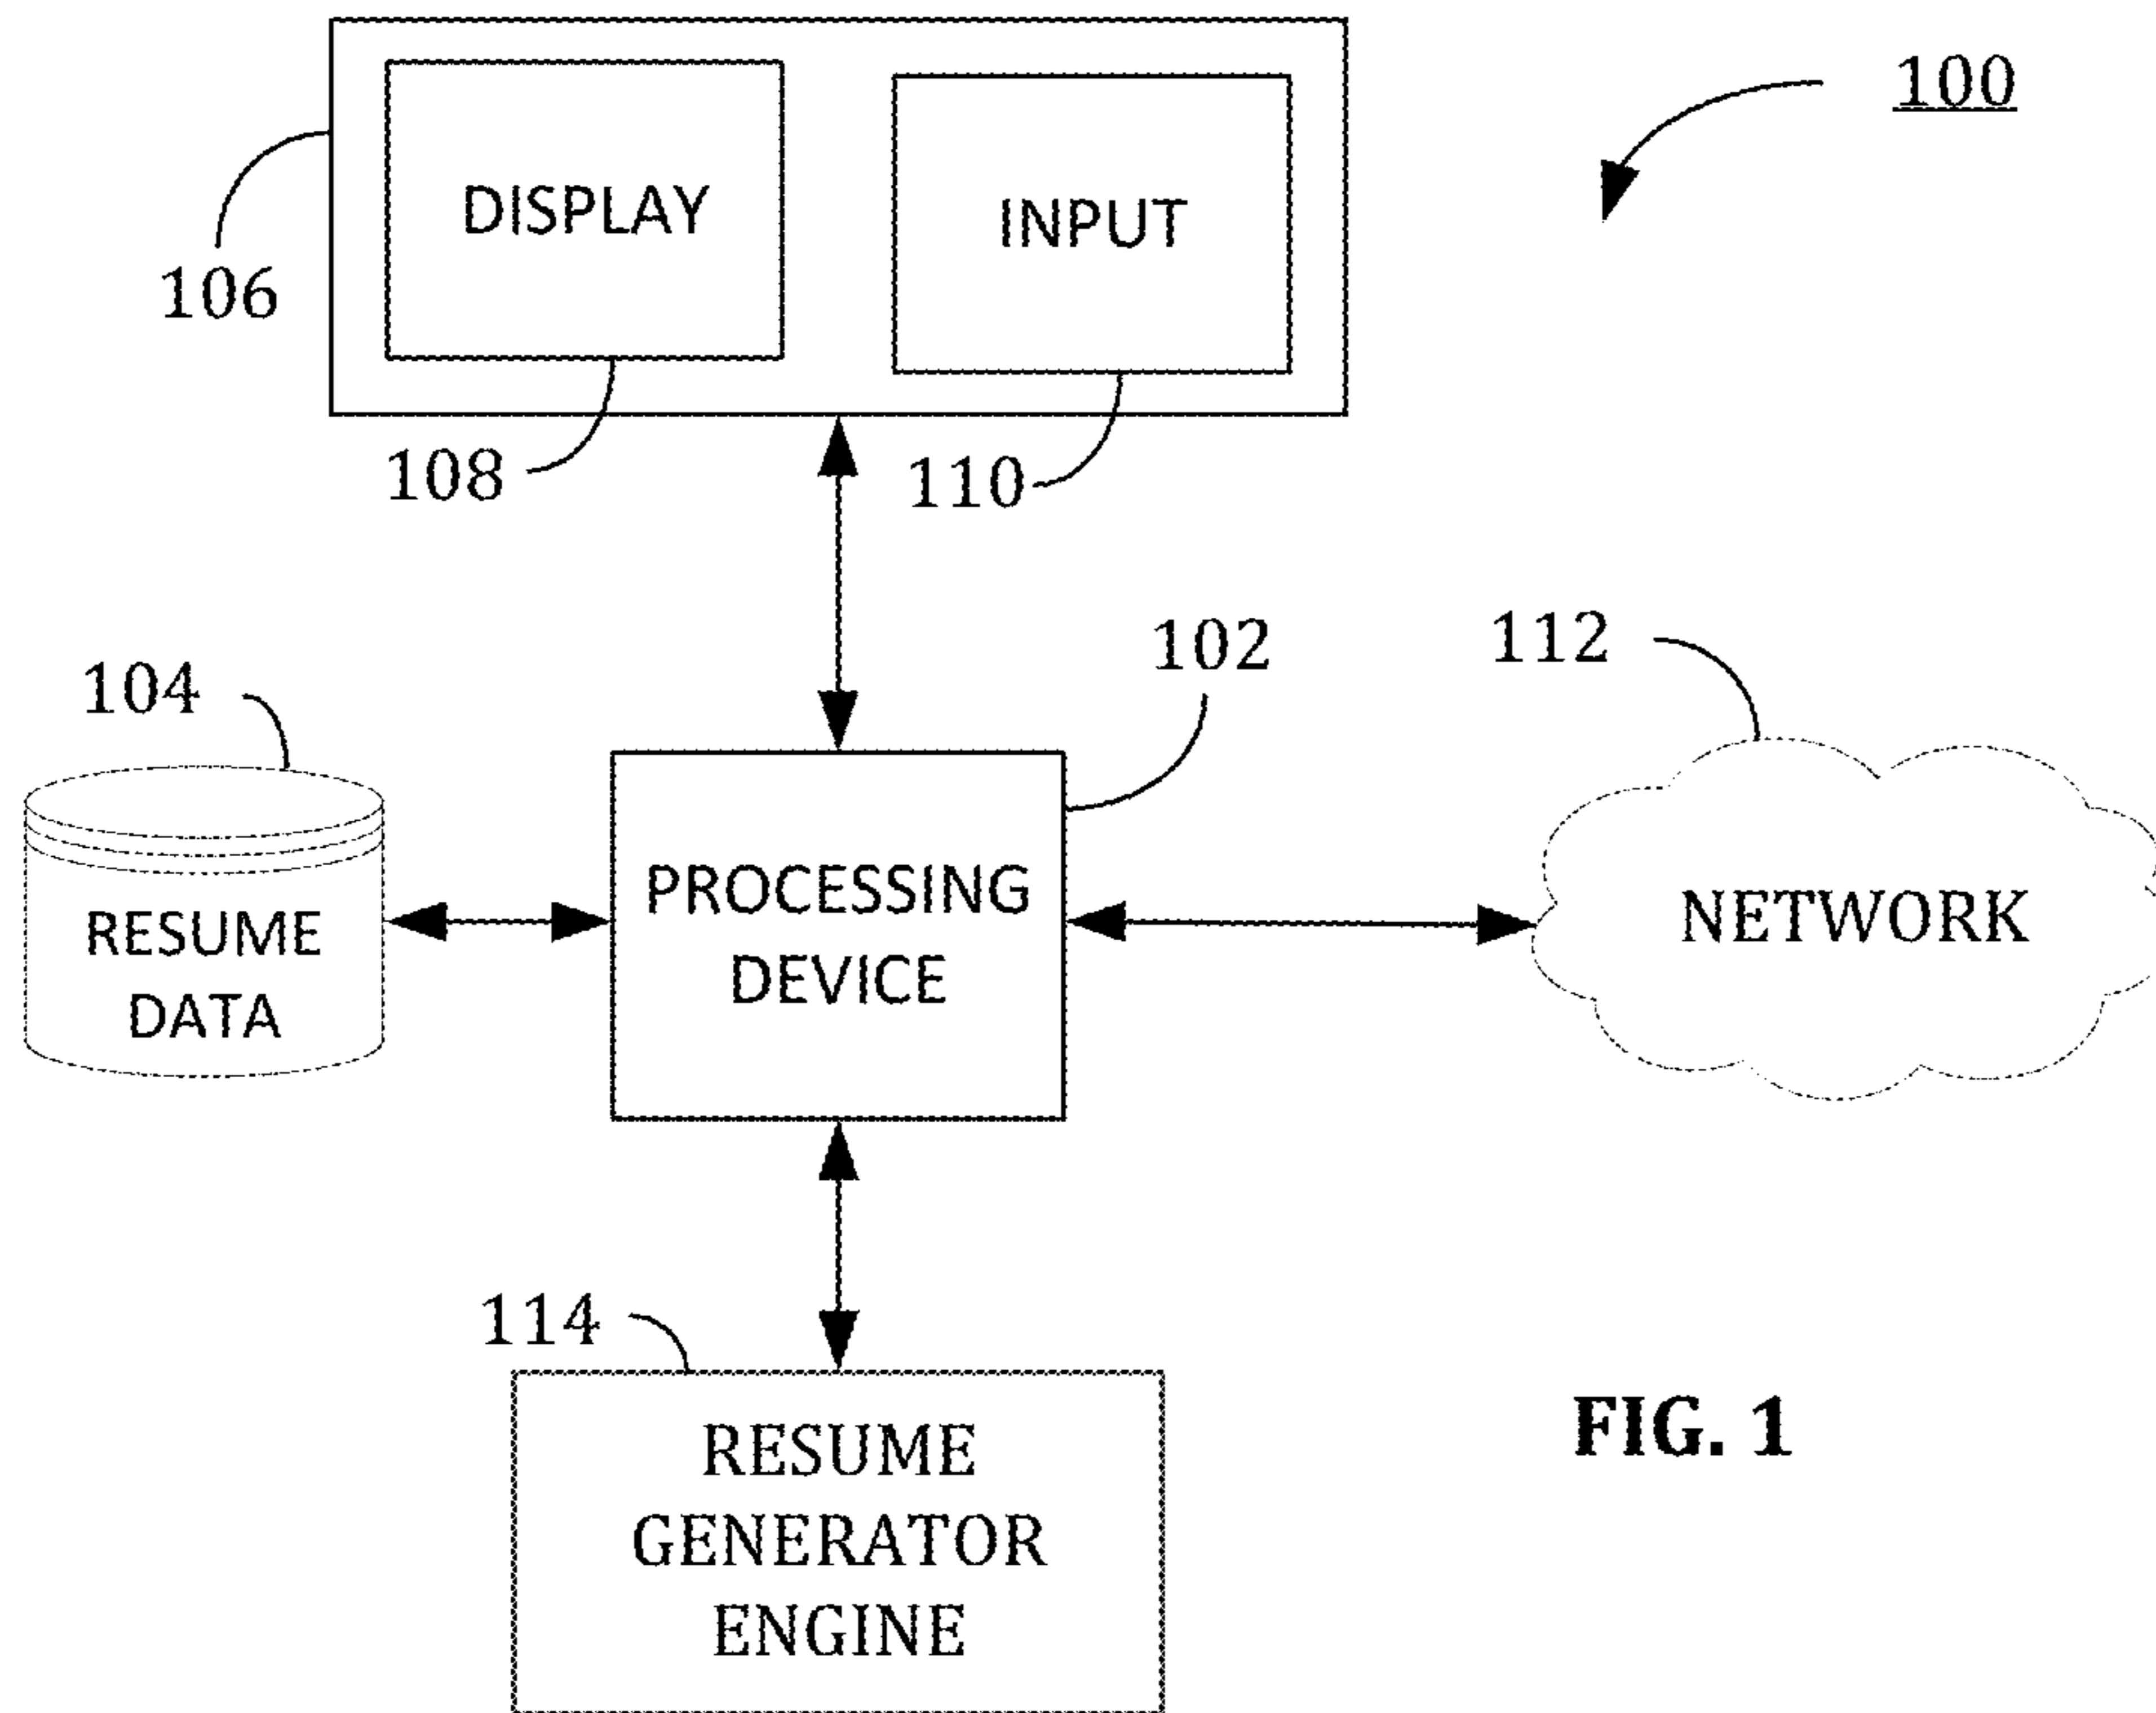 100
DISPLAY
INPUT
106
108
110
102
112
104
PROCESSING
DEVICE
RESUME
DATA
NETWORK
114
RESUME
GENERATOR
ENGINE
FIG. 1